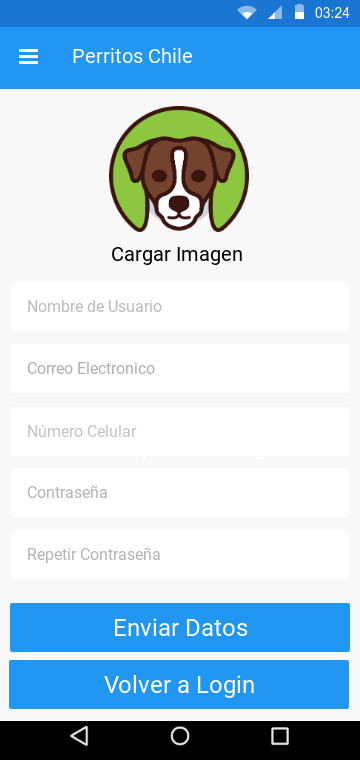 03:24
Perritos Chile
Cargar Imagen
Nombre de Usuario
Correo Electronico
Número Celular
Contraseña
Repetir Contraseña
Enviar Datos
Volver a Login